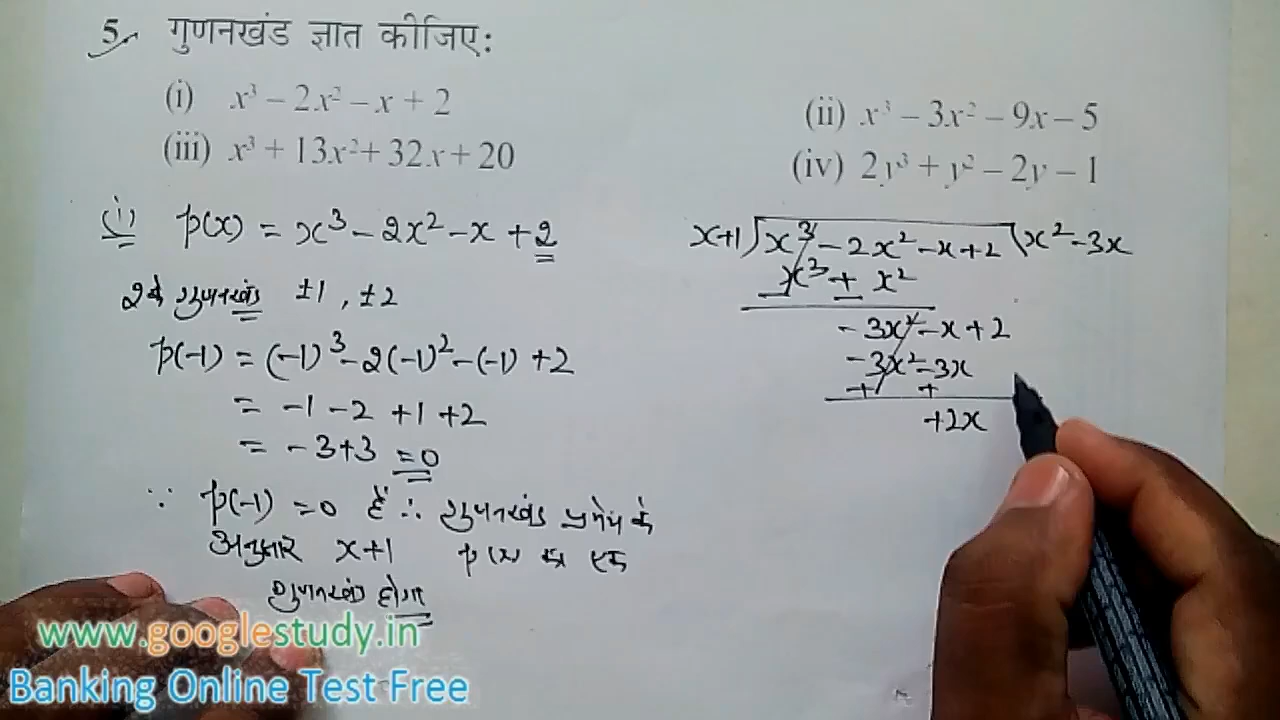 5. गुणनखंड ज्ञात कीजिए:
(i) x³ – 2x² – x + 2
(ii) x³ – 3x² – 9x – 5
(iii) x³ + 13x² + 32x + 20
(iv) 2y³ + y² – 2y – 1
(i) p(x) = x³ – 2x² – x + 2
2 के गुणनखंड ±1 , ±2
p(-1) = (-1)³ – 2(-1)² – (-1) + 2
= -1 – 2 + 1 + 2
= -3+3 = 0
∵ p(-1) = 0 हैं ∴ गुणनखंड प्रमेय के
अनुसार x+1 p(x) का एक
गुणनखंड होगा
x+1 ) x³ – 2x² – x + 2 ( x² – 3x
x³ + x²
– –
-3x² – x + 2
-3x² – 3x
+ +
+2x
www.googlestudy.in
Banking Online Test Free